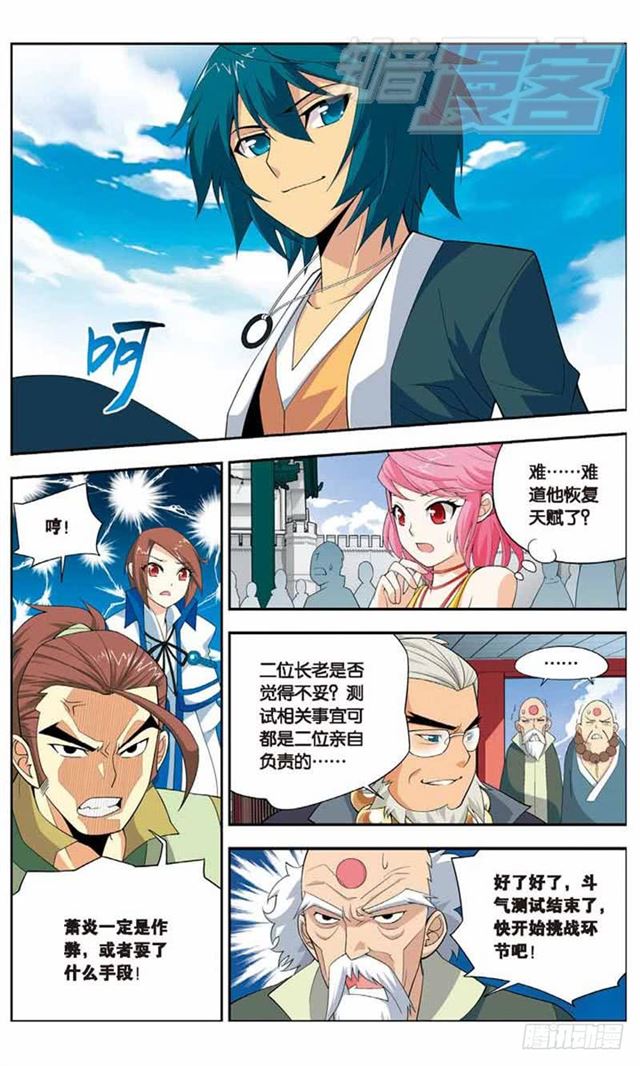 知音漫客
呵
哼！
萧炎一定是作
弊，或者耍了
什么手段！
难……难
道他恢复
天赋了？
二位长老是否
觉得不妥？测
试相关事宜可
都是二位亲自
负责的……
……
好了好了，斗
气测试结束了，
快开始挑战环
节吧！
腾讯动漫